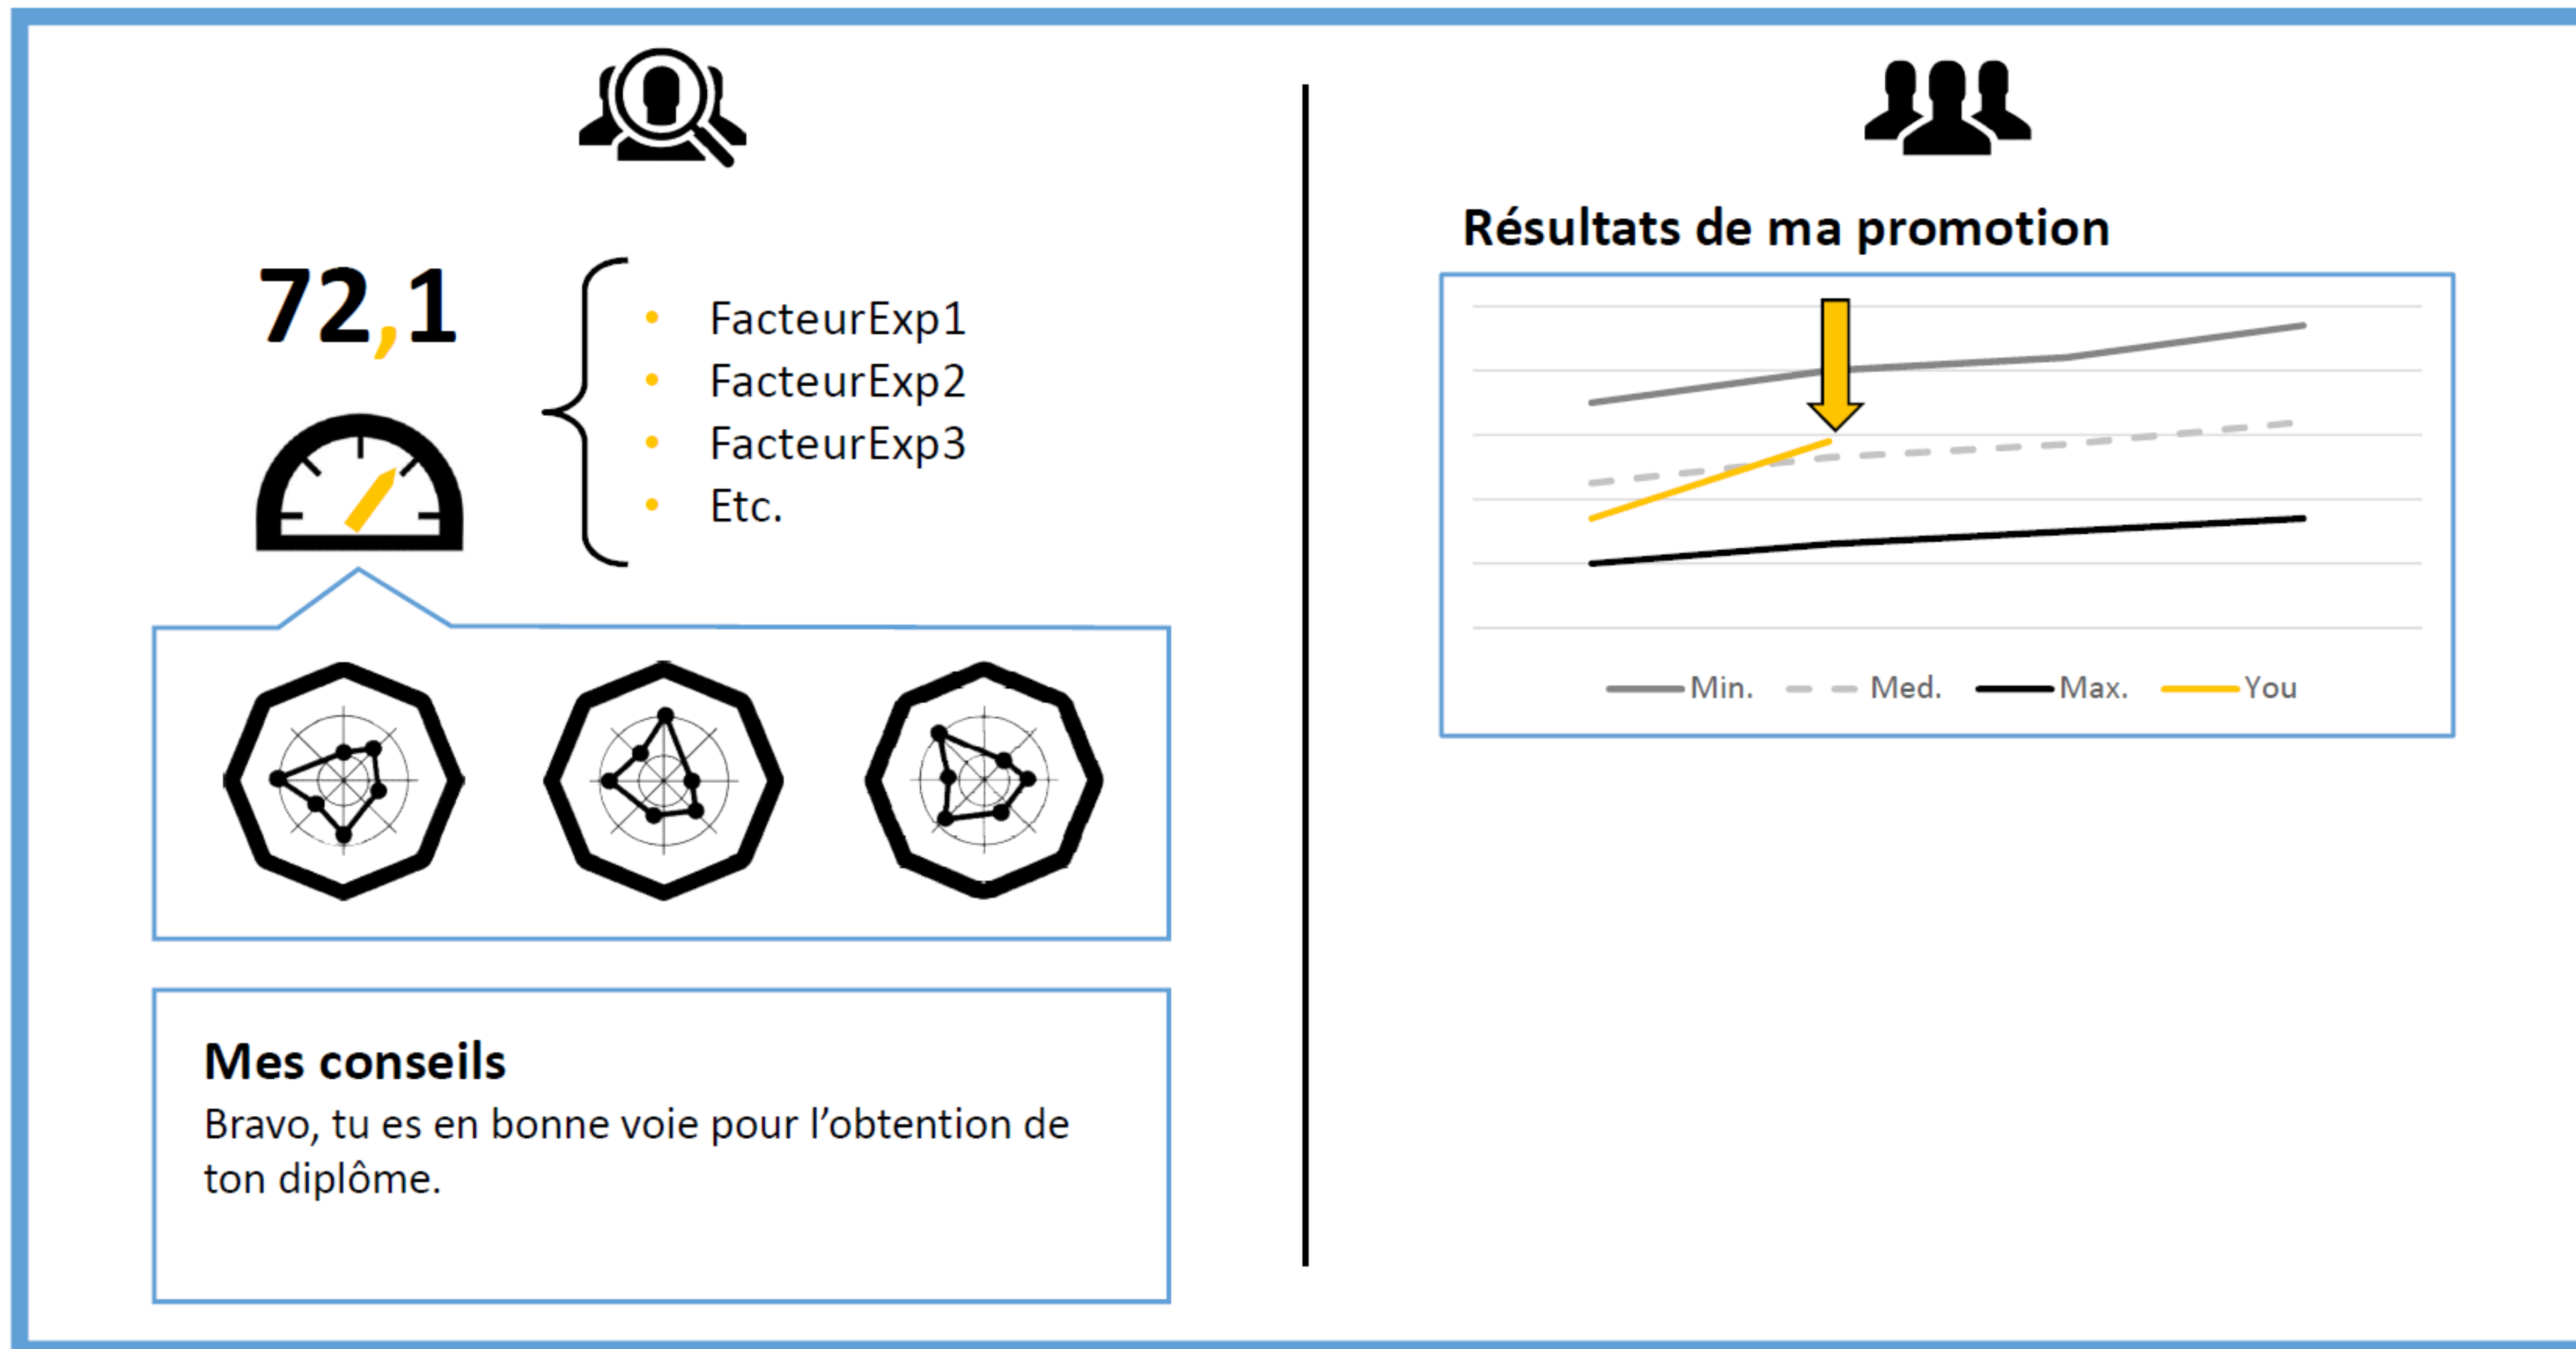 72,1
FacteurExp1
FacteurExp2
FacteurExp3
Etc.
Mes conseils
Bravo, tu es en bonne voie pour l’obtention de
ton diplôme.
Résultats de ma promotion
Min. Med. Max. You